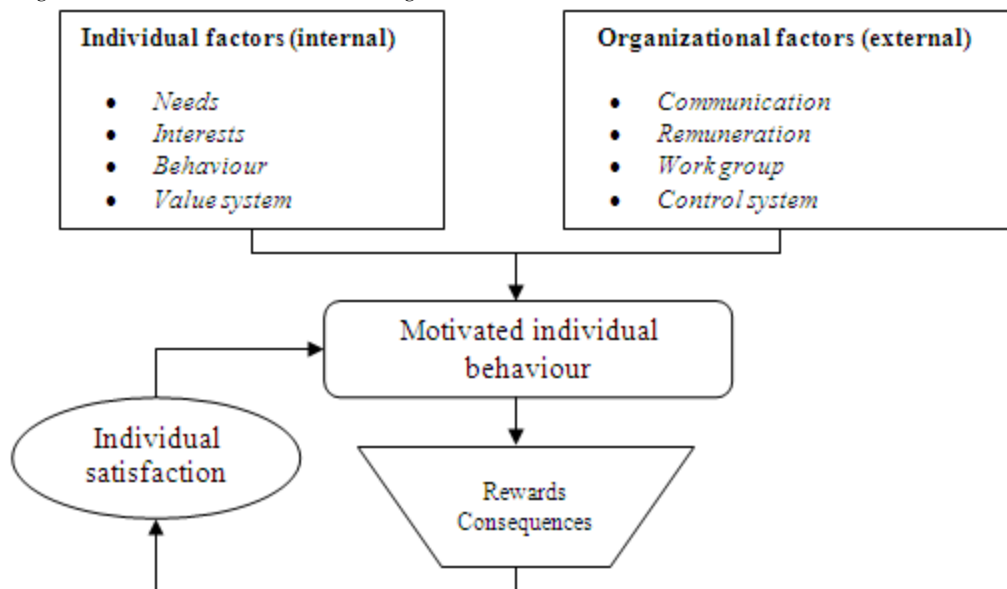 Individual factors (internal)
• Needs
• Interests
• Behaviour
• Value system
Organizational factors (external)
• Communication
• Remuneration
• Work group
• Control system
Motivated individual
behaviour
Individual
satisfaction
Rewards
Consequences